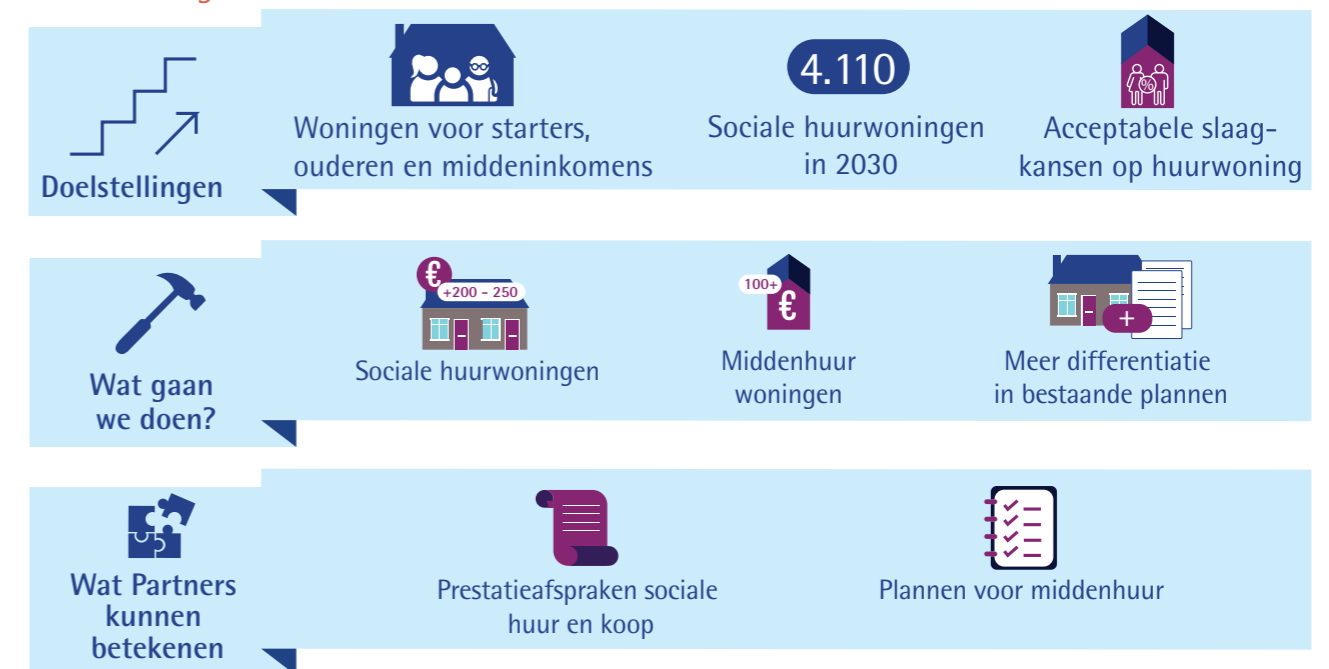 Doelstellingen
Woningen voor starters,
ouderen en middeninkomens
4.110
Sociale huurwoningen
in 2030
%
Acceptabele slaag-
kansen op huurwoning
Wat gaan
we doen?
€
+200 - 250
Sociale huurwoningen
100+
€
Middenhuur
woningen
+
Meer differentiatie
in bestaande plannen
Wat Partners
kunnen
betekenen
Prestatieafspraken sociale
huur en koop
Plannen voor middenhuur